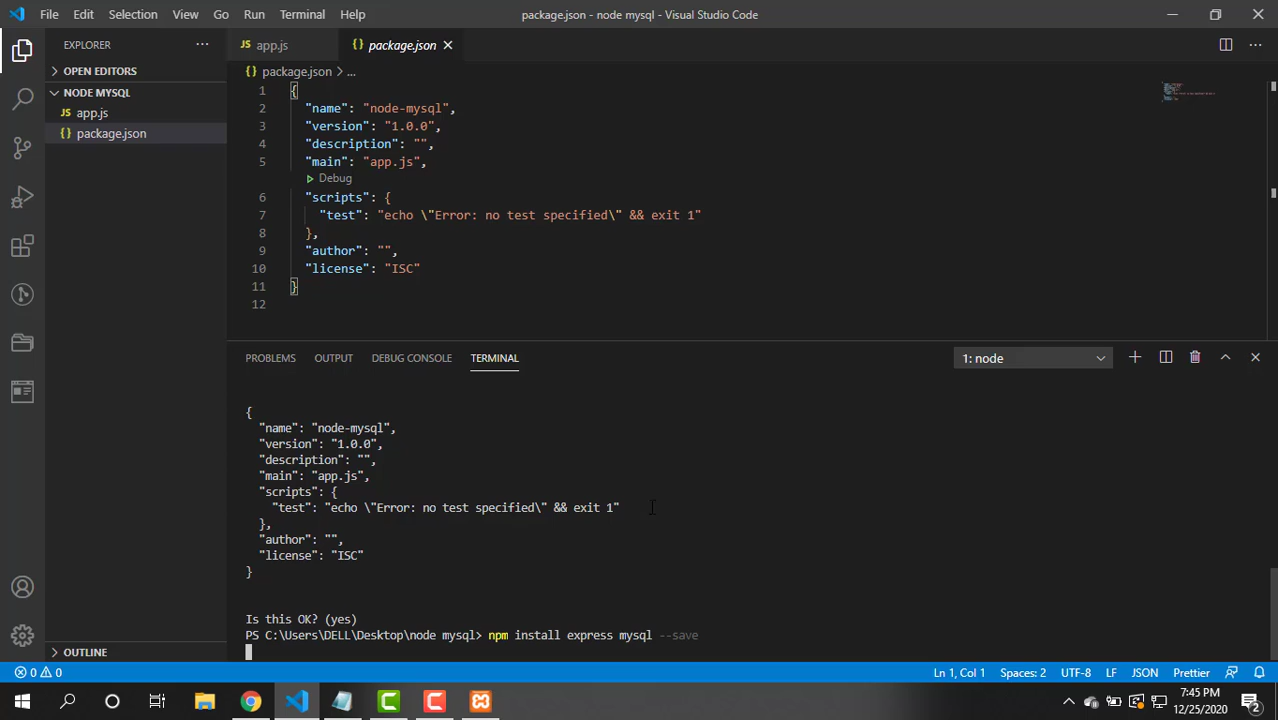 File Edit Selection View Go Run Terminal Help
package.json - node mysql - Visual Studio Code
EXPLORER
OPEN EDITORS
NODE MYSQL
JS app.js
{} package.json
OUTLINE
JS app.js
{} package.json
{} package.json > ...
1 {
2 "name": "node-mysql",
3 "version": "1.0.0",
4 "description": "",
5 "main": "app.js",
Debug
6 "scripts": {
7 "test": "echo \"Error: no test specified\" && exit 1"
8 },
9 "author": "",
10 "license": "ISC"
11 }
12
PROBLEMS OUTPUT DEBUG CONSOLE TERMINAL
1: node
{
"name": "node-mysql",
"version": "1.0.0",
"description": "",
"main": "app.js",
"scripts": {
"test": "echo \"Error: no test specified\" && exit 1"
},
"author": "",
"license": "ISC"
}
Is this OK? (yes)
PS C:\Users\DELL\Desktop\node mysql> npm install express mysql --save
0 0
Ln 1, Col 1 Spaces: 2 UTF-8 LF JSON Prettier
7:45 PM
12/25/2020
2